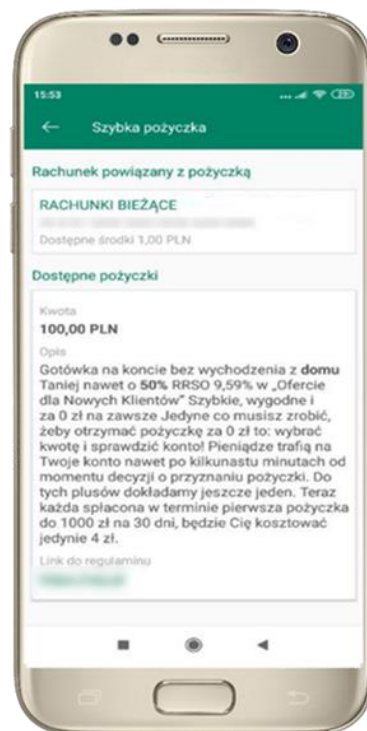 15:53
Szybka pożyczka
Rachunek powiązany z pożyczką
RACHUNKI BIEŻĄCE
Dostępne środki 1,00 PLN
Dostępne pożyczki
Kwota
100,00 PLN
Opis
Gotówka na koncie bez wychodzenia z domu
Taniej nawet o 50% RRSO 9,59% w „Ofercie
dla Nowych Klientów” Szybkie, wygodne i
za 0 zł na zawsze Jedyne co musisz zrobić,
żeby otrzymać pożyczkę za 0 zł to: wybrać
kwotę i sprawdzić konto! Pieniądze trafią na
Twoje konto nawet po kilkunastu minutach od
momentu decyzji o przyznaniu pożyczki. Do
tych plusów dokładamy jeszcze jeden. Teraz
każda spłacona w terminie pierwsza pożyczka
do 1000 zł na 30 dni, będzie Cię kosztować
jedynie 4 zł.
Link do regulaminu